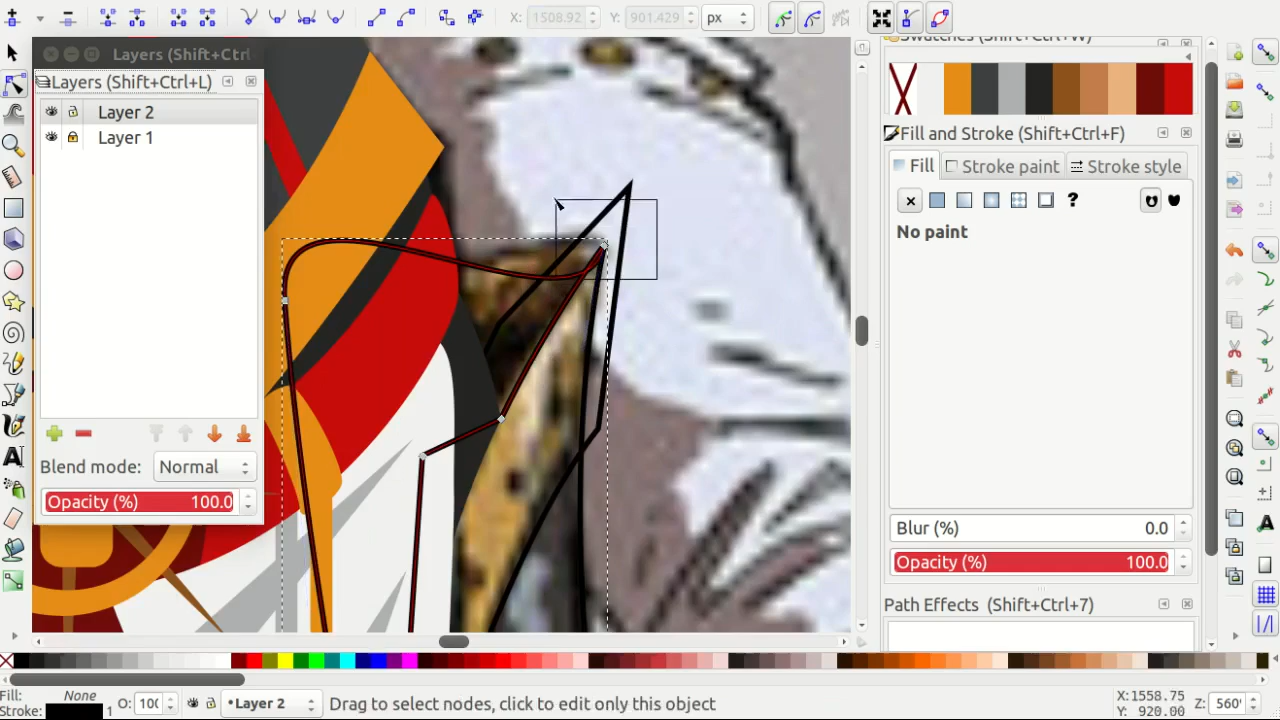 X: 1508.92 Y: 901.429 px
Layers (Shift+Ctrl
Layers (Shift+Ctrl+L)
Layer 2
Layer 1
Blend mode: Normal
Opacity (%) 100.0
Swatches (Shift+Ctrl+W)
Fill and Stroke (Shift+Ctrl+F)
Fill Stroke paint Stroke style
?
No paint
Blur (%) 0.0
Opacity (%) 100.0
Path Effects (Shift+Ctrl+7)
Fill: None
Stroke: 1
O: 100
•Layer 2
Drag to select nodes, click to edit only this object
X:1558.75
Y: 920.00
Z: 560